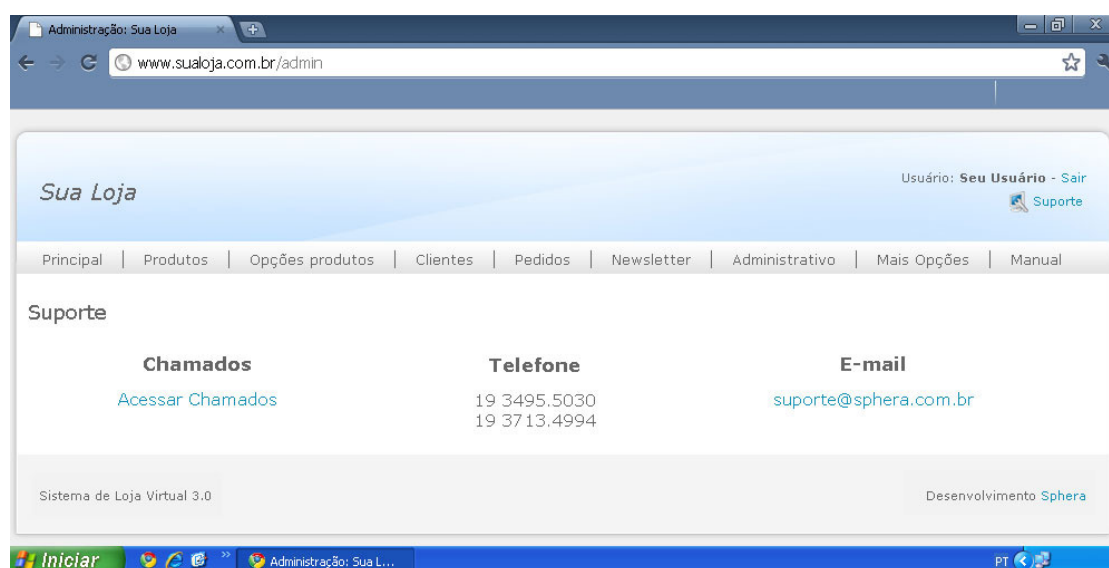 Administração: Sua Loja
www.sualoja.com.br/admin
Sua Loja
Usuário: Seu Usuário - Sair
Suporte
Principal | Produtos | Opções produtos | Clientes | Pedidos | Newsletter | Administrativo | Mais Opções | Manual
Suporte
Chamados
Acessar Chamados
Telefone
19 3495.5030
19 3713.4994
E-mail
suporte@sphera.com.br
Sistema de Loja Virtual 3.0
Desenvolvimento Sphera
Iniciar
Administração: Sua L...
PT